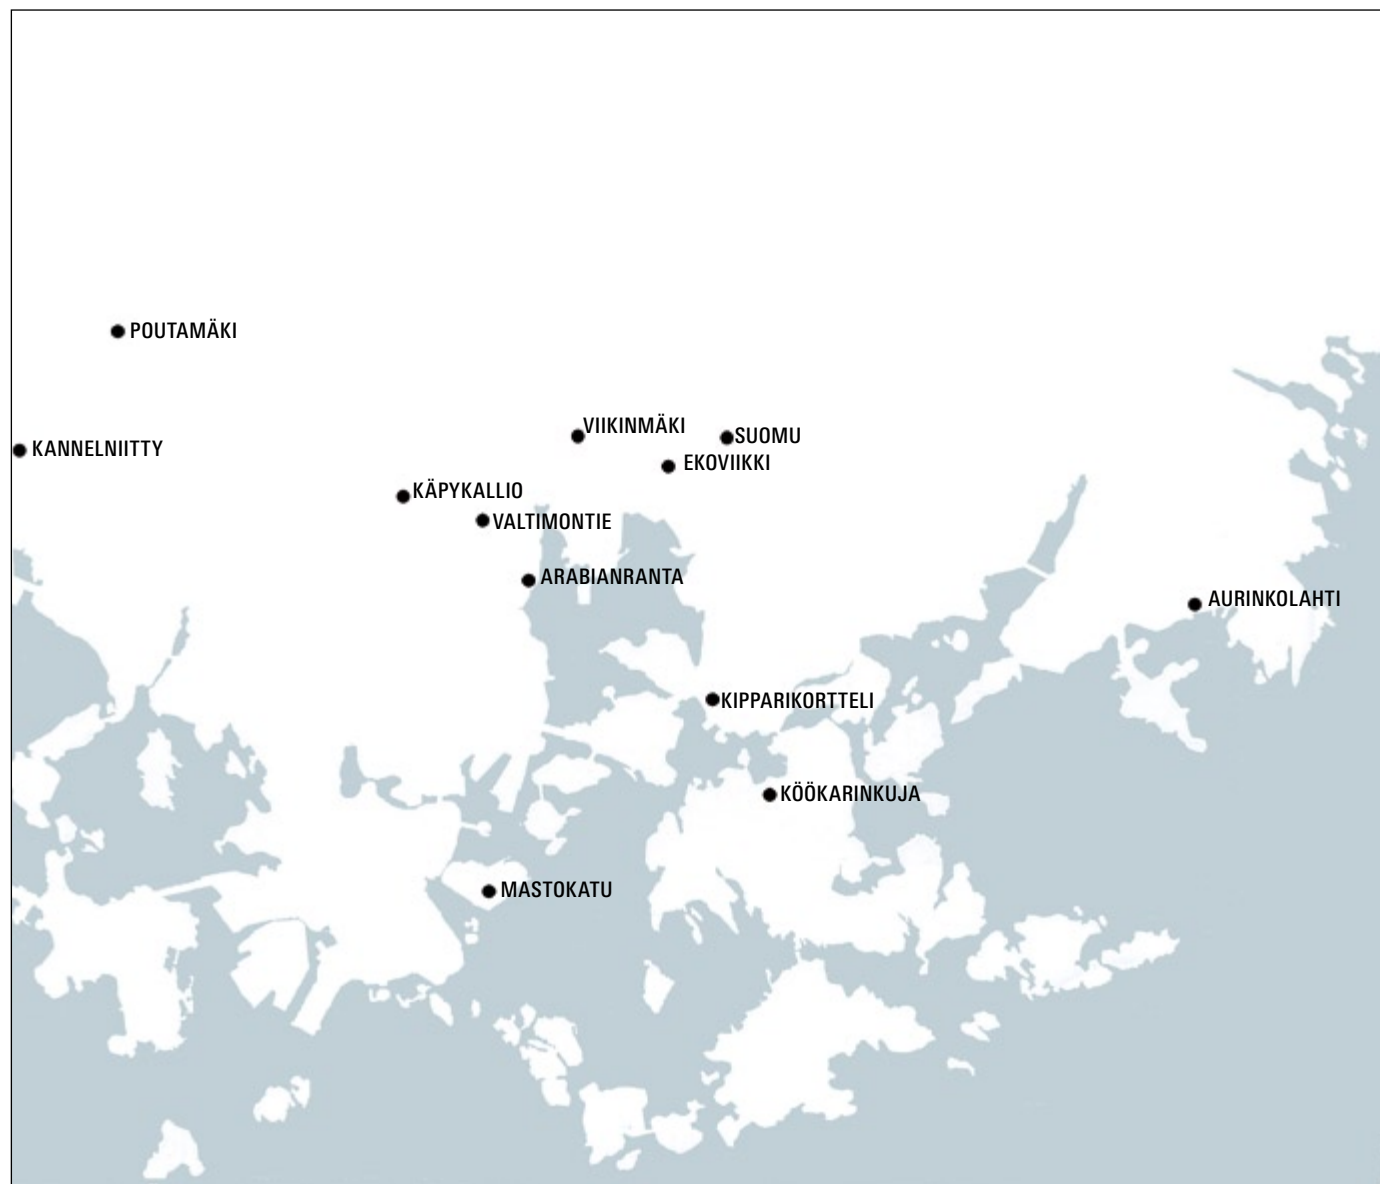 POUTAMÄKI
VIIKINMÄKI
SUOMU
KANNELNIITTY
EKOVIIKKI
KÄPYKALLIO
VALTIMONTIE
ARABIANRANTA
AURINKOLAHTI
KIPPARIKORTTELI
KÖÖKARINKUJA
MASTOKATU